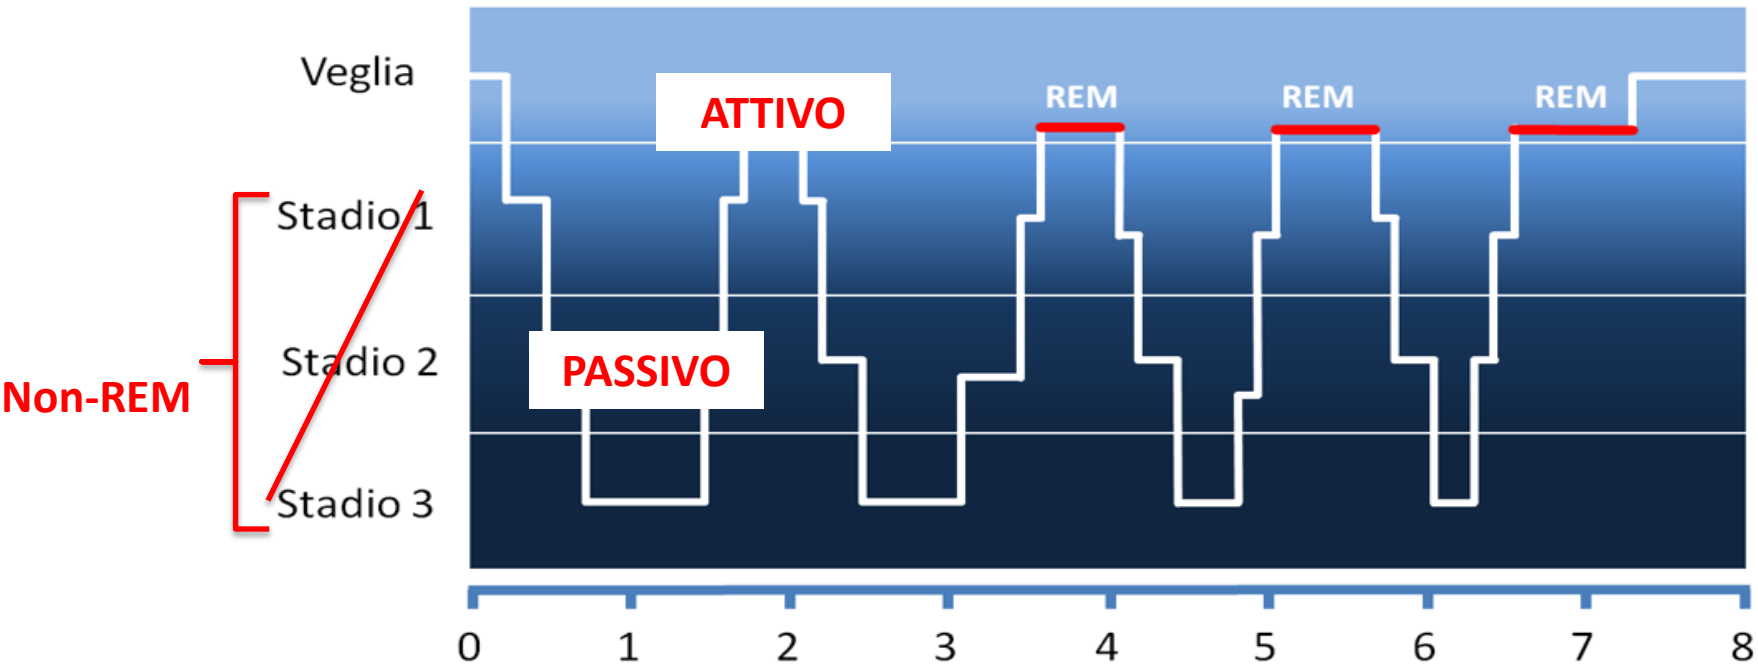 Veglia
ATTIVO
REM
REM
REM
Stadio 1
Stadio 2
PASSIVO
Non-REM
Stadio 3
0 1 2 3 4 5 6 7 8